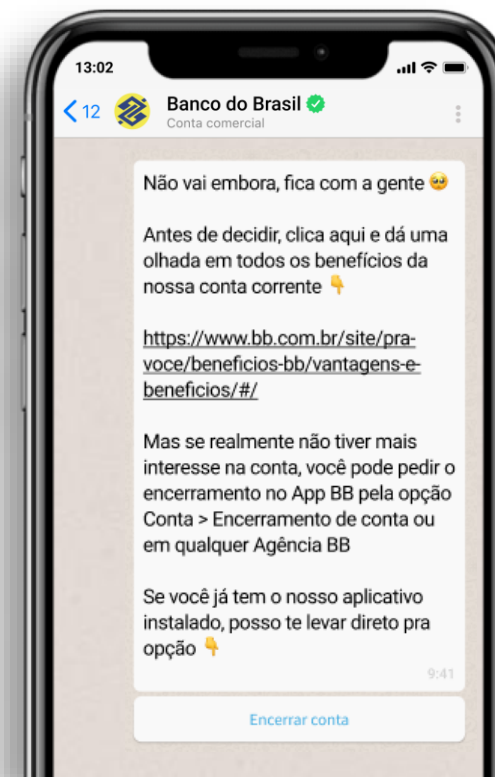 13:02
12
Banco do Brasil
Conta comercial
Não vai embora, fica com a gente 🥺
Antes de decidir, clica aqui e dá uma
olhada em todos os benefícios da
nossa conta corrente 👇
https://www.bb.com.br/site/pra-
voce/beneficios-bb/vantagens-e-
beneficios/#/
Mas se realmente não tiver mais
interesse na conta, você pode pedir o
encerramento no App BB pela opção
Conta > Encerramento de conta ou
em qualquer Agência BB
Se você já tem o nosso aplicativo
instalado, posso te levar direto pra
opção 👇
9:41
Encerrar conta